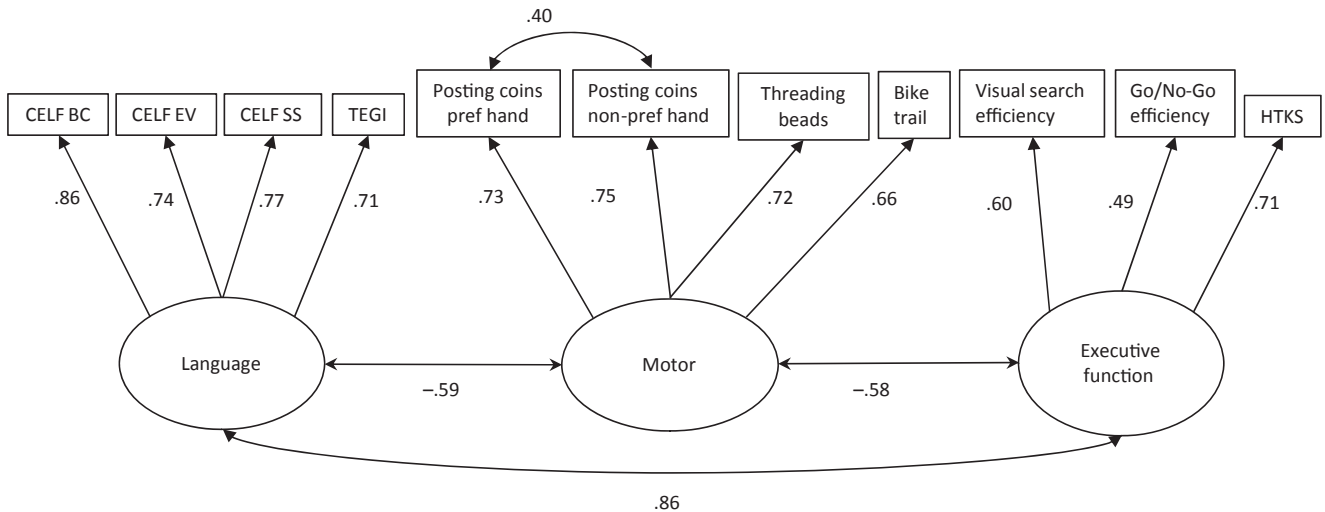 .40
CELF BC
CELF EV
CELF SS
TEGI
Posting coins
pref hand
Posting coins
non-pref hand
Threading
beads
Bike
trail
Visual search
efficiency
Go/No-Go
efficiency
HTKS
.86
.74
.77
.71
.73
.75
.72
.66
.60
.49
.71
Language
Motor
Executive
function
–.59
–.58
.86